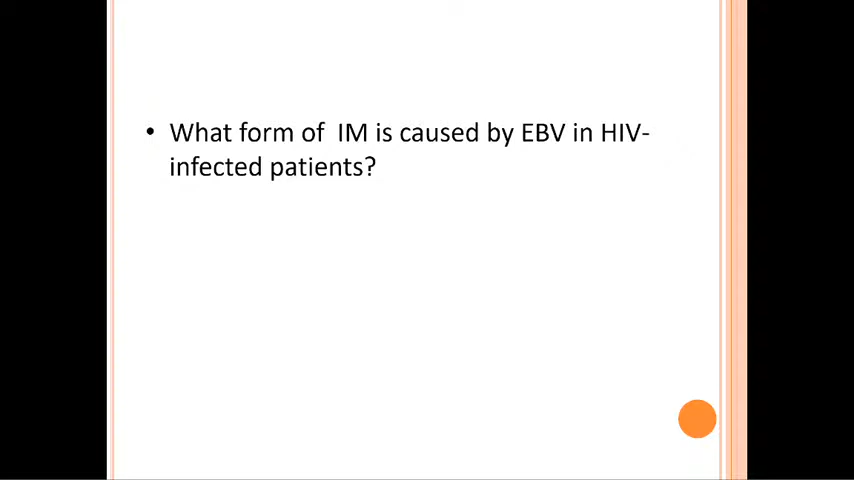 • What form of  IM is caused by EBV in HIV-
infected patients?